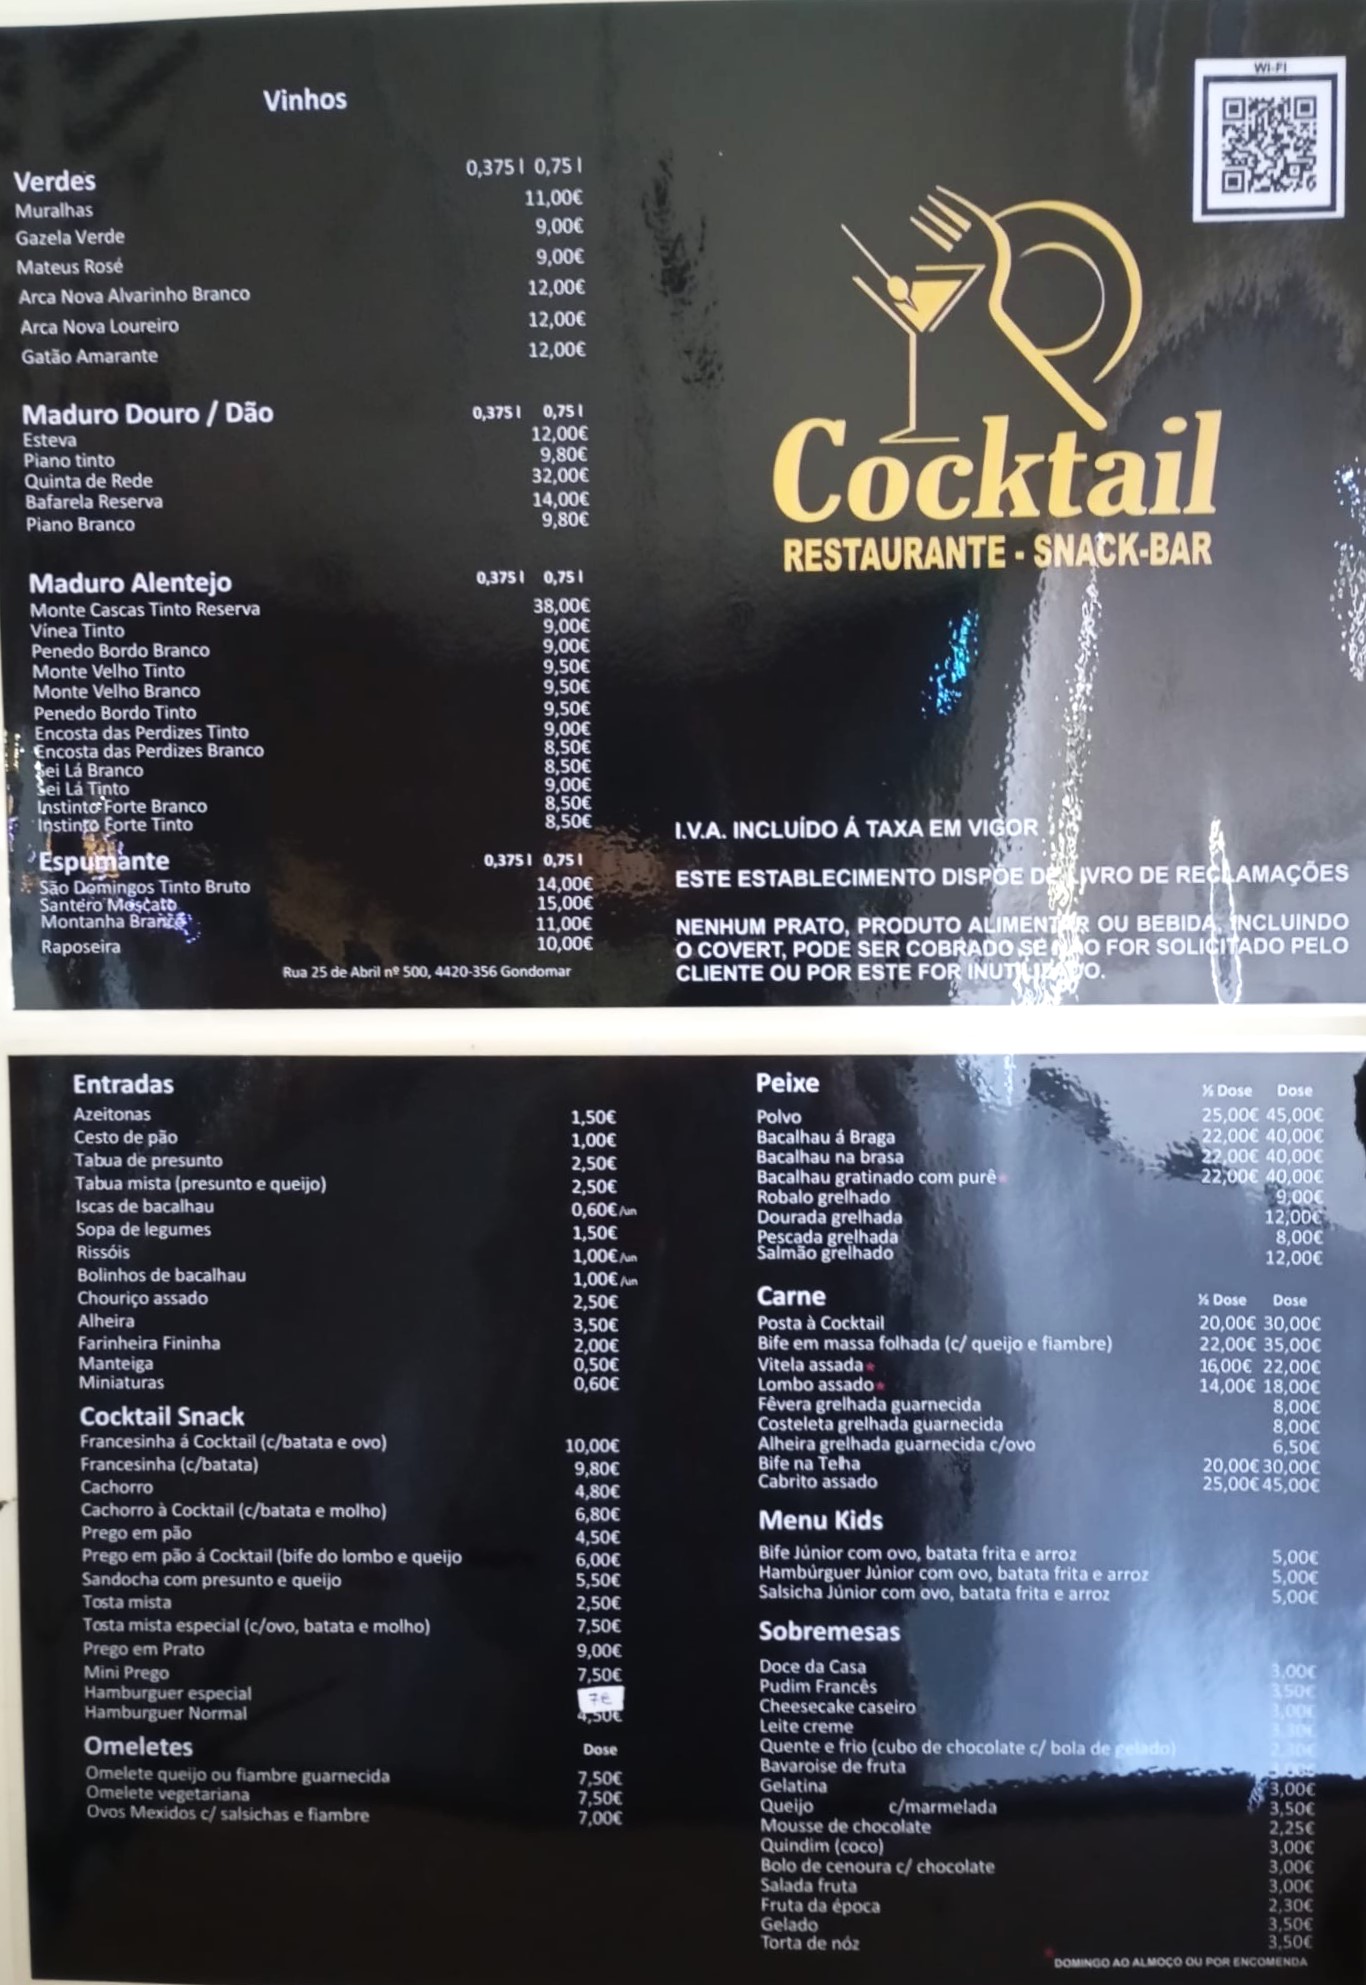 WI-FI
Vinhos
Verdes 0,375 l 0,75 l
Muralhas 11,00€
Gazela Verde 9,00€
Mateus Rosé 9,00€
Arca Nova Alvarinho Branco 12,00€
Arca Nova Loureiro 12,00€
Gatão Amarante 12,00€
Maduro Douro / Dão 0,375 l 0,75 l
Esteva 12,00€
Piano tinto 9,80€
Quinta de Rede 32,00€
Bafarela Reserva 14,00€
Piano Branco 9,80€
Maduro Alentejo 0,375 l 0,75 l
Monte Cascas Tinto Reserva 38,00€
Vínea Tinto 9,00€
Penedo Bordo Branco 9,00€
Monte Velho Tinto 9,50€
Monte Velho Branco 9,50€
Penedo Bordo Tinto 9,50€
Encosta das Perdizes Tinto 9,00€
Encosta das Perdizes Branco 8,50€
Sei Lá Branco 8,50€
Sei Lá Tinto 9,00€
Instinto Forte Branco 8,50€
Instinto Forte Tinto 8,50€
Espumante 0,375 l 0,75 l
São Domingos Tinto Bruto 14,00€
Santero Moscato 15,00€
Montanha Branco 11,00€
Raposeira 10,00€
Rua 25 de Abril nº 500, 4420-356 Gondomar
Cocktail
RESTAURANTE - SNACK-BAR
I.V.A. INCLUÍDO Á TAXA EM VIGOR
ESTE ESTABLECIMENTO DISPÕE DE LIVRO DE RECLAMAÇÕES
NENHUM PRATO, PRODUTO ALIMENTAR OU BEBIDA, INCLUINDO
O COVERT, PODE SER COBRADO SE NÃO FOR SOLICITADO PELO
CLIENTE OU POR ESTE FOR INUTILIZADO.
Entradas
Azeitonas 1,50€
Cesto de pão 1,00€
Tabua de presunto 2,50€
Tabua mista (presunto e queijo) 2,50€
Iscas de bacalhau 0,60€/un
Sopa de legumes 1,50€
Rissóis 1,00€/un
Bolinhos de bacalhau 1,00€/un
Chouriço assado 2,50€
Alheira 3,50€
Farinheira Fininha 2,00€
Manteiga 0,50€
Miniaturas 0,60€
Cocktail Snack
Francesinha á Cocktail (c/batata e ovo) 10,00€
Francesinha (c/batata) 9,80€
Cachorro 4,80€
Cachorro à Cocktail (c/batata e molho) 6,80€
Prego em pão 4,50€
Prego em pão á Cocktail (bife do lombo e queijo 6,00€
Sandocha com presunto e queijo 5,50€
Tosta mista 2,50€
Tosta mista especial (c/ovo, batata e molho) 7,50€
Prego em Prato 9,00€
Mini Prego 7,50€
Hamburguer especial 7€
Hamburguer Normal 4,50€
Omeletes Dose
Omelete queijo ou fiambre guarnecida 7,50€
Omelete vegetariana 7,50€
Ovos Mexidos c/ salsichas e fiambre 7,00€
Peixe ½ Dose Dose
Polvo 25,00€ 45,00€
Bacalhau á Braga 22,00€ 40,00€
Bacalhau na brasa 22,00€ 40,00€
Bacalhau gratinado com purê* 22,00€ 40,00€
Robalo grelhado 9,00€
Dourada grelhada 12,00€
Pescada grelhada 8,00€
Salmão grelhado 12,00€
Carne ½ Dose Dose
Posta à Cocktail 20,00€ 30,00€
Bife em massa folhada (c/ queijo e fiambre) 22,00€ 35,00€
Vitela assada* 16,00€ 22,00€
Lombo assado* 14,00€ 18,00€
Fêvera grelhada guarnecida 8,00€
Costeleta grelhada guarnecida 8,00€
Alheira grelhada guarnecida c/ovo 6,50€
Bife na Telha 20,00€ 30,00€
Cabrito assado 25,00€ 45,00€
Menu Kids
Bife Júnior com ovo, batata frita e arroz 5,00€
Hambúrguer Júnior com ovo, batata frita e arroz 5,00€
Salsicha Júnior com ovo, batata frita e arroz 5,00€
Sobremesas
Doce da Casa 3,00€
Pudim Francês 3,50€
Cheesecake caseiro 3,00€
Leite creme
Quente e frio (cubo de chocolate c/ bola de gelado)
Bavaroise de fruta
Gelatina 3,00€
Queijo c/marmelada 3,50€
Mousse de chocolate 2,25€
Quindim (coco) 3,00€
Bolo de cenoura c/ chocolate 3,00€
Salada fruta 3,00€
Fruta da época 2,30€
Gelado 3,50€
Torta de nóz 3,50€
* DOMINGO AO ALMOÇO OU POR ENCOMENDA